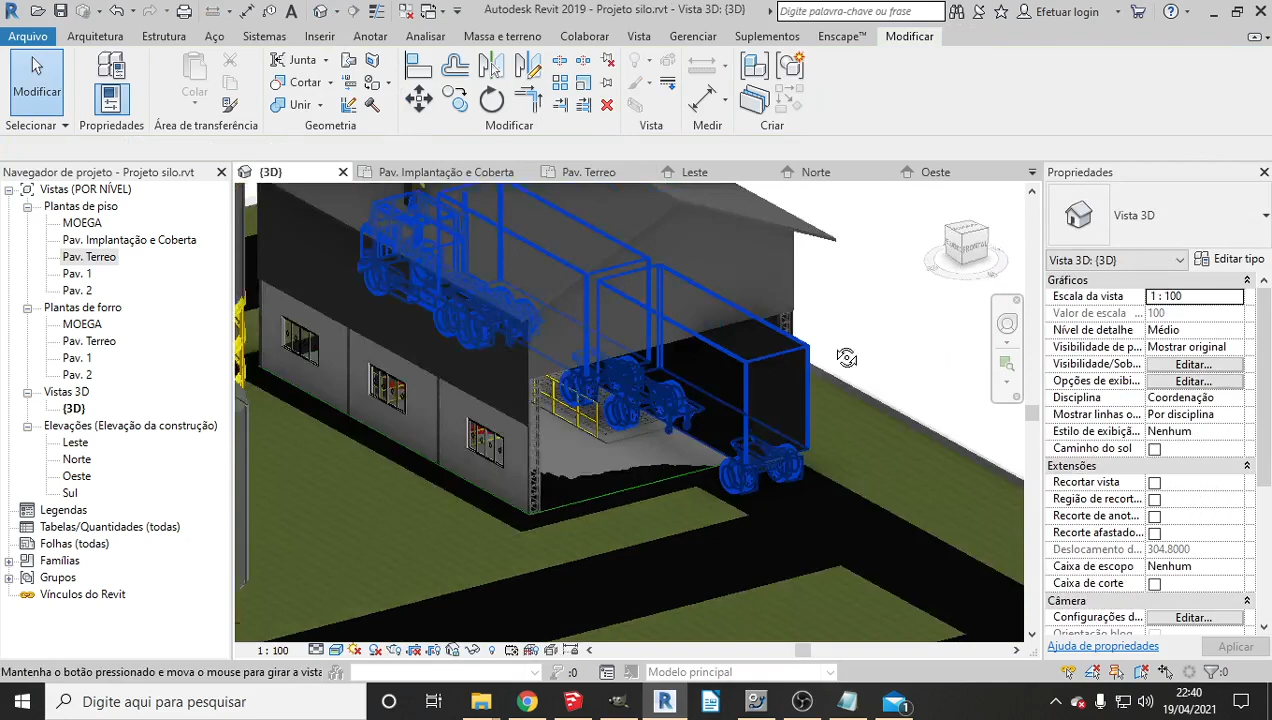 Autodesk Revit 2019 - Projeto silo.rvt - Vista 3D: {3D}
Digite palavra-chave ou frase
Efetuar login
Arquivo Arquitetura Estrutura Aço Sistemas Inserir Anotar Analisar Massa e terreno Colaborar Vista Gerenciar Suplementos Enscape™ Modificar
Modificar
Colar
Junta
Cortar
Unir
Selecionar Propriedades Área de transferência Geometria Modificar Vista Medir Criar
Navegador de projeto - Projeto silo.rvt
Vistas (POR NÍVEL)
Plantas de piso
MOEGA
Pav. Implantação e Coberta
Pav. Terreo
Pav. 1
Pav. 2
Plantas de forro
MOEGA
Pav. Terreo
Pav. 1
Pav. 2
Vistas 3D
{3D}
Elevações (Elevação da construção)
Leste
Norte
Oeste
Sul
Legendas
Tabelas/Quantidades (todas)
Folhas (todas)
Famílias
Grupos
Vínculos do Revit
{3D} Pav. Implantação e Coberta Pav. Terreo Leste Norte Oeste
FRONTAL
1 : 100
Propriedades
Vista 3D
Vista 3D: {3D} Editar tipo
Gráficos
Escala da vista 1 : 100
Valor de escala 100
Nível de detalhe Médio
Visibilidade de p... Mostrar original
Visibilidade/Sob... Editar...
Opções de exibi... Editar...
Disciplina Coordenação
Mostrar linhas o... Por disciplina
Estilo de exibiçã... Nenhum
Caminho do sol
Extensões
Recortar vista
Região de recort...
Recorte de anot...
Recorte afastado...
Deslocamento d... 304.8000
Caixa de escopo Nenhum
Caixa de corte
Câmera
Configurações d... Editar...
Ajuda de propriedades Aplicar
Mantenha o botão pressionado e mova o mouse para girar a vista
:0
Modelo principal
:0
Digite aqui para pesquisar
1
22:40
19/04/2021